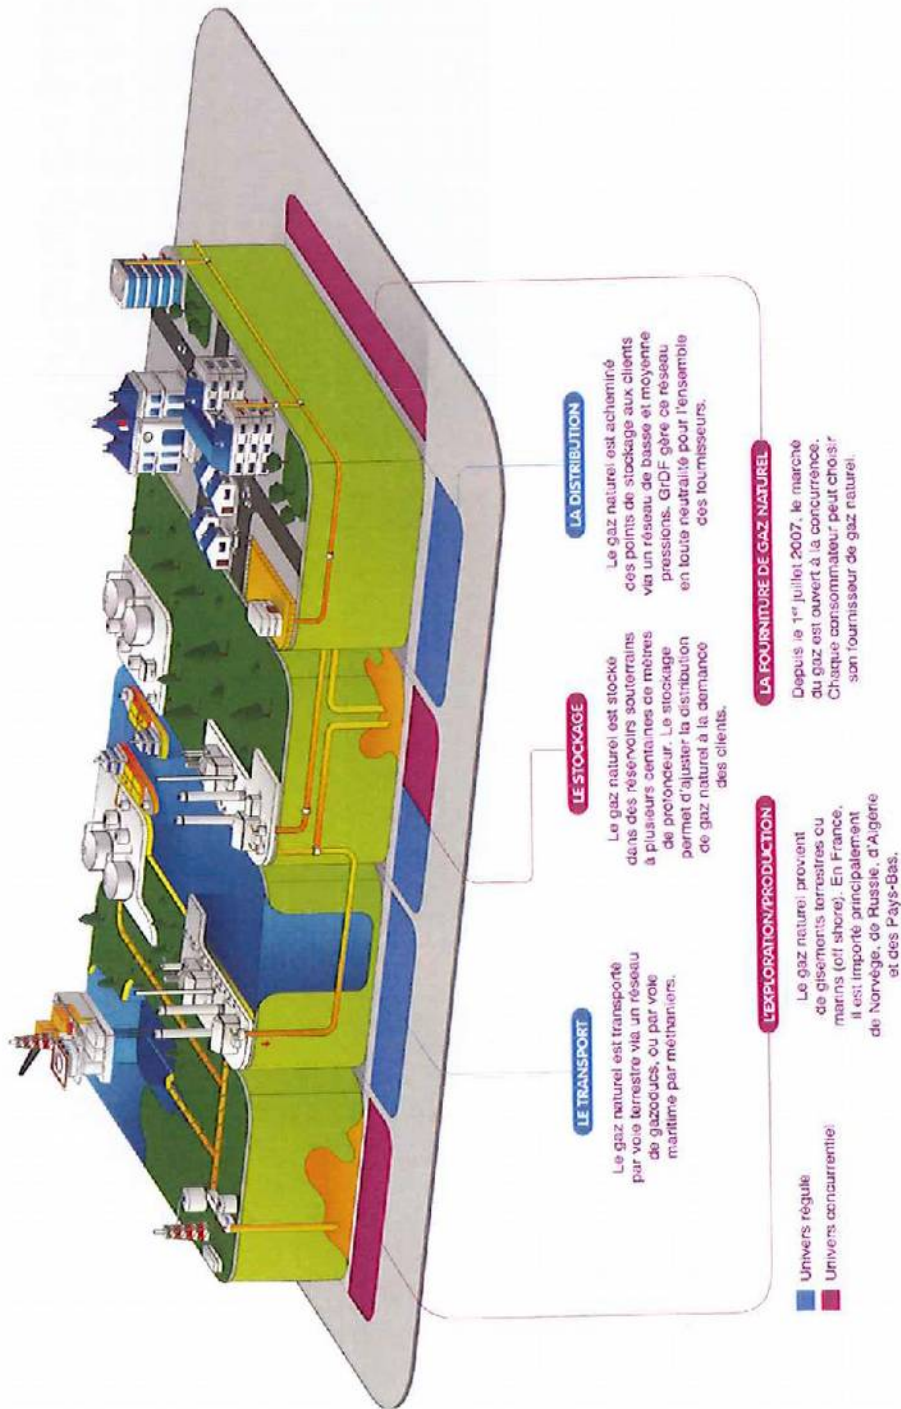 LE TRANSPORT
Le gaz naturel est transporté
par voie terrestre via un réseau
de gazoducs, ou par voie
maritime par méthaniers.
LE STOCKAGE
Le gaz naturel est stocké
dans des réservoirs souterrains
à plusieurs centaines de mètres
de profondeur. Le stockage
permet d'ajuster la distribution
de gaz naturel à la demande
des clients.
LA DISTRIBUTION
Le gaz naturel est acheminé
des points de stockage aux clients
via un réseau de basse et moyenne
pressions. GrDF gère ce réseau
en toute neutralité pour l'ensemble
des fournisseurs.
L'EXPLORATION/PRODUCTION
Le gaz naturel provient
de gisements terrestres ou
marins (off shore). En France,
il est importé principalement
de Norvège, de Russie, d'Algérie
et des Pays-Bas.
LA FOURNITURE DE GAZ NATUREL
Depuis le 1er juillet 2007, le marché
du gaz est ouvert à la concurrence.
Chaque consommateur peut choisir
son fournisseur de gaz naturel.
Univers régulé
Univers concurrentiel